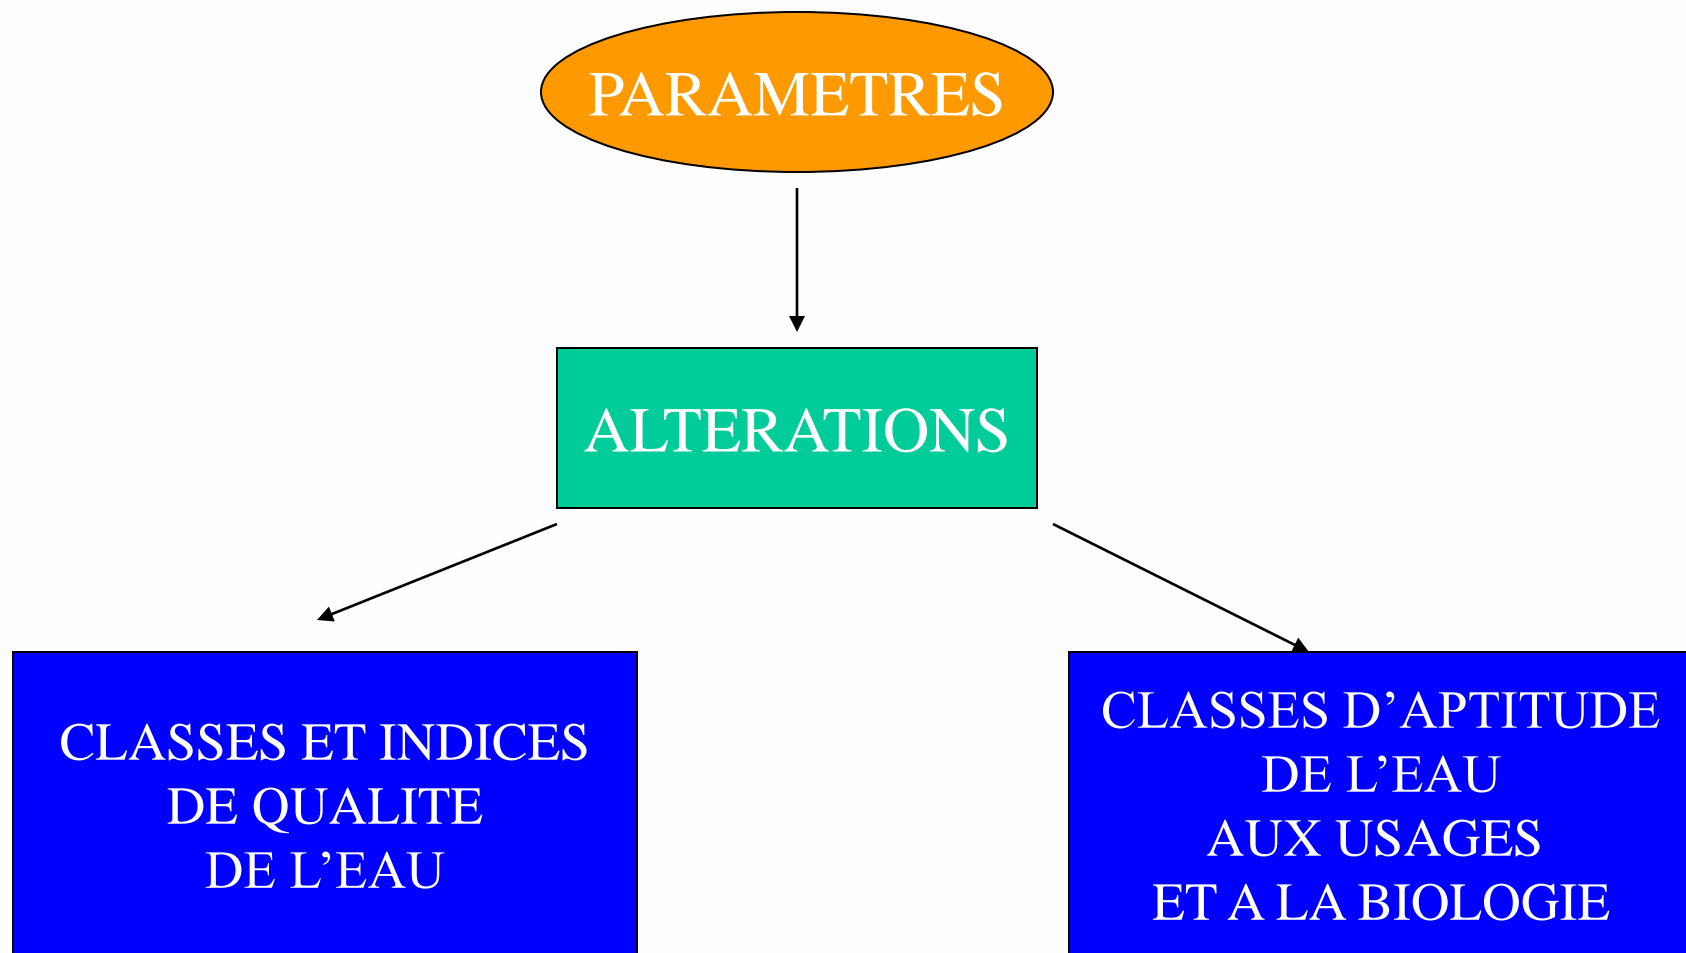 PARAMETRES
ALTERATIONS
CLASSES ET INDICES
DE QUALITE
DE L’EAU
CLASSES D’APTITUDE
DE L’EAU
AUX USAGES
ET A LA BIOLOGIE